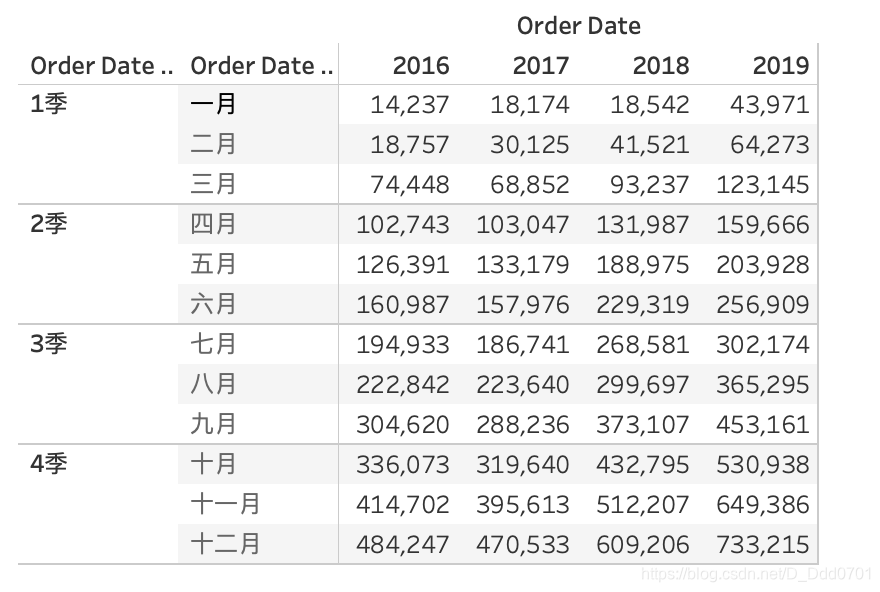 Order Date
Order Date .. Order Date .. 2016 2017 2018 2019
1季 一月 14,237 18,174 18,542 43,971
二月 18,757 30,125 41,521 64,273
三月 74,448 68,852 93,237 123,145
2季 四月 102,743 103,047 131,987 159,666
五月 126,391 133,179 188,975 203,928
六月 160,987 157,976 229,319 256,909
3季 七月 194,933 186,741 268,581 302,174
八月 222,842 223,640 299,697 365,295
九月 304,620 288,236 373,107 453,161
4季 十月 336,073 319,640 432,795 530,938
十一月 414,702 395,613 512,207 649,386
十二月 484,247 470,533 609,206 733,215
https://blog.csdn.net/D_Ddd0701